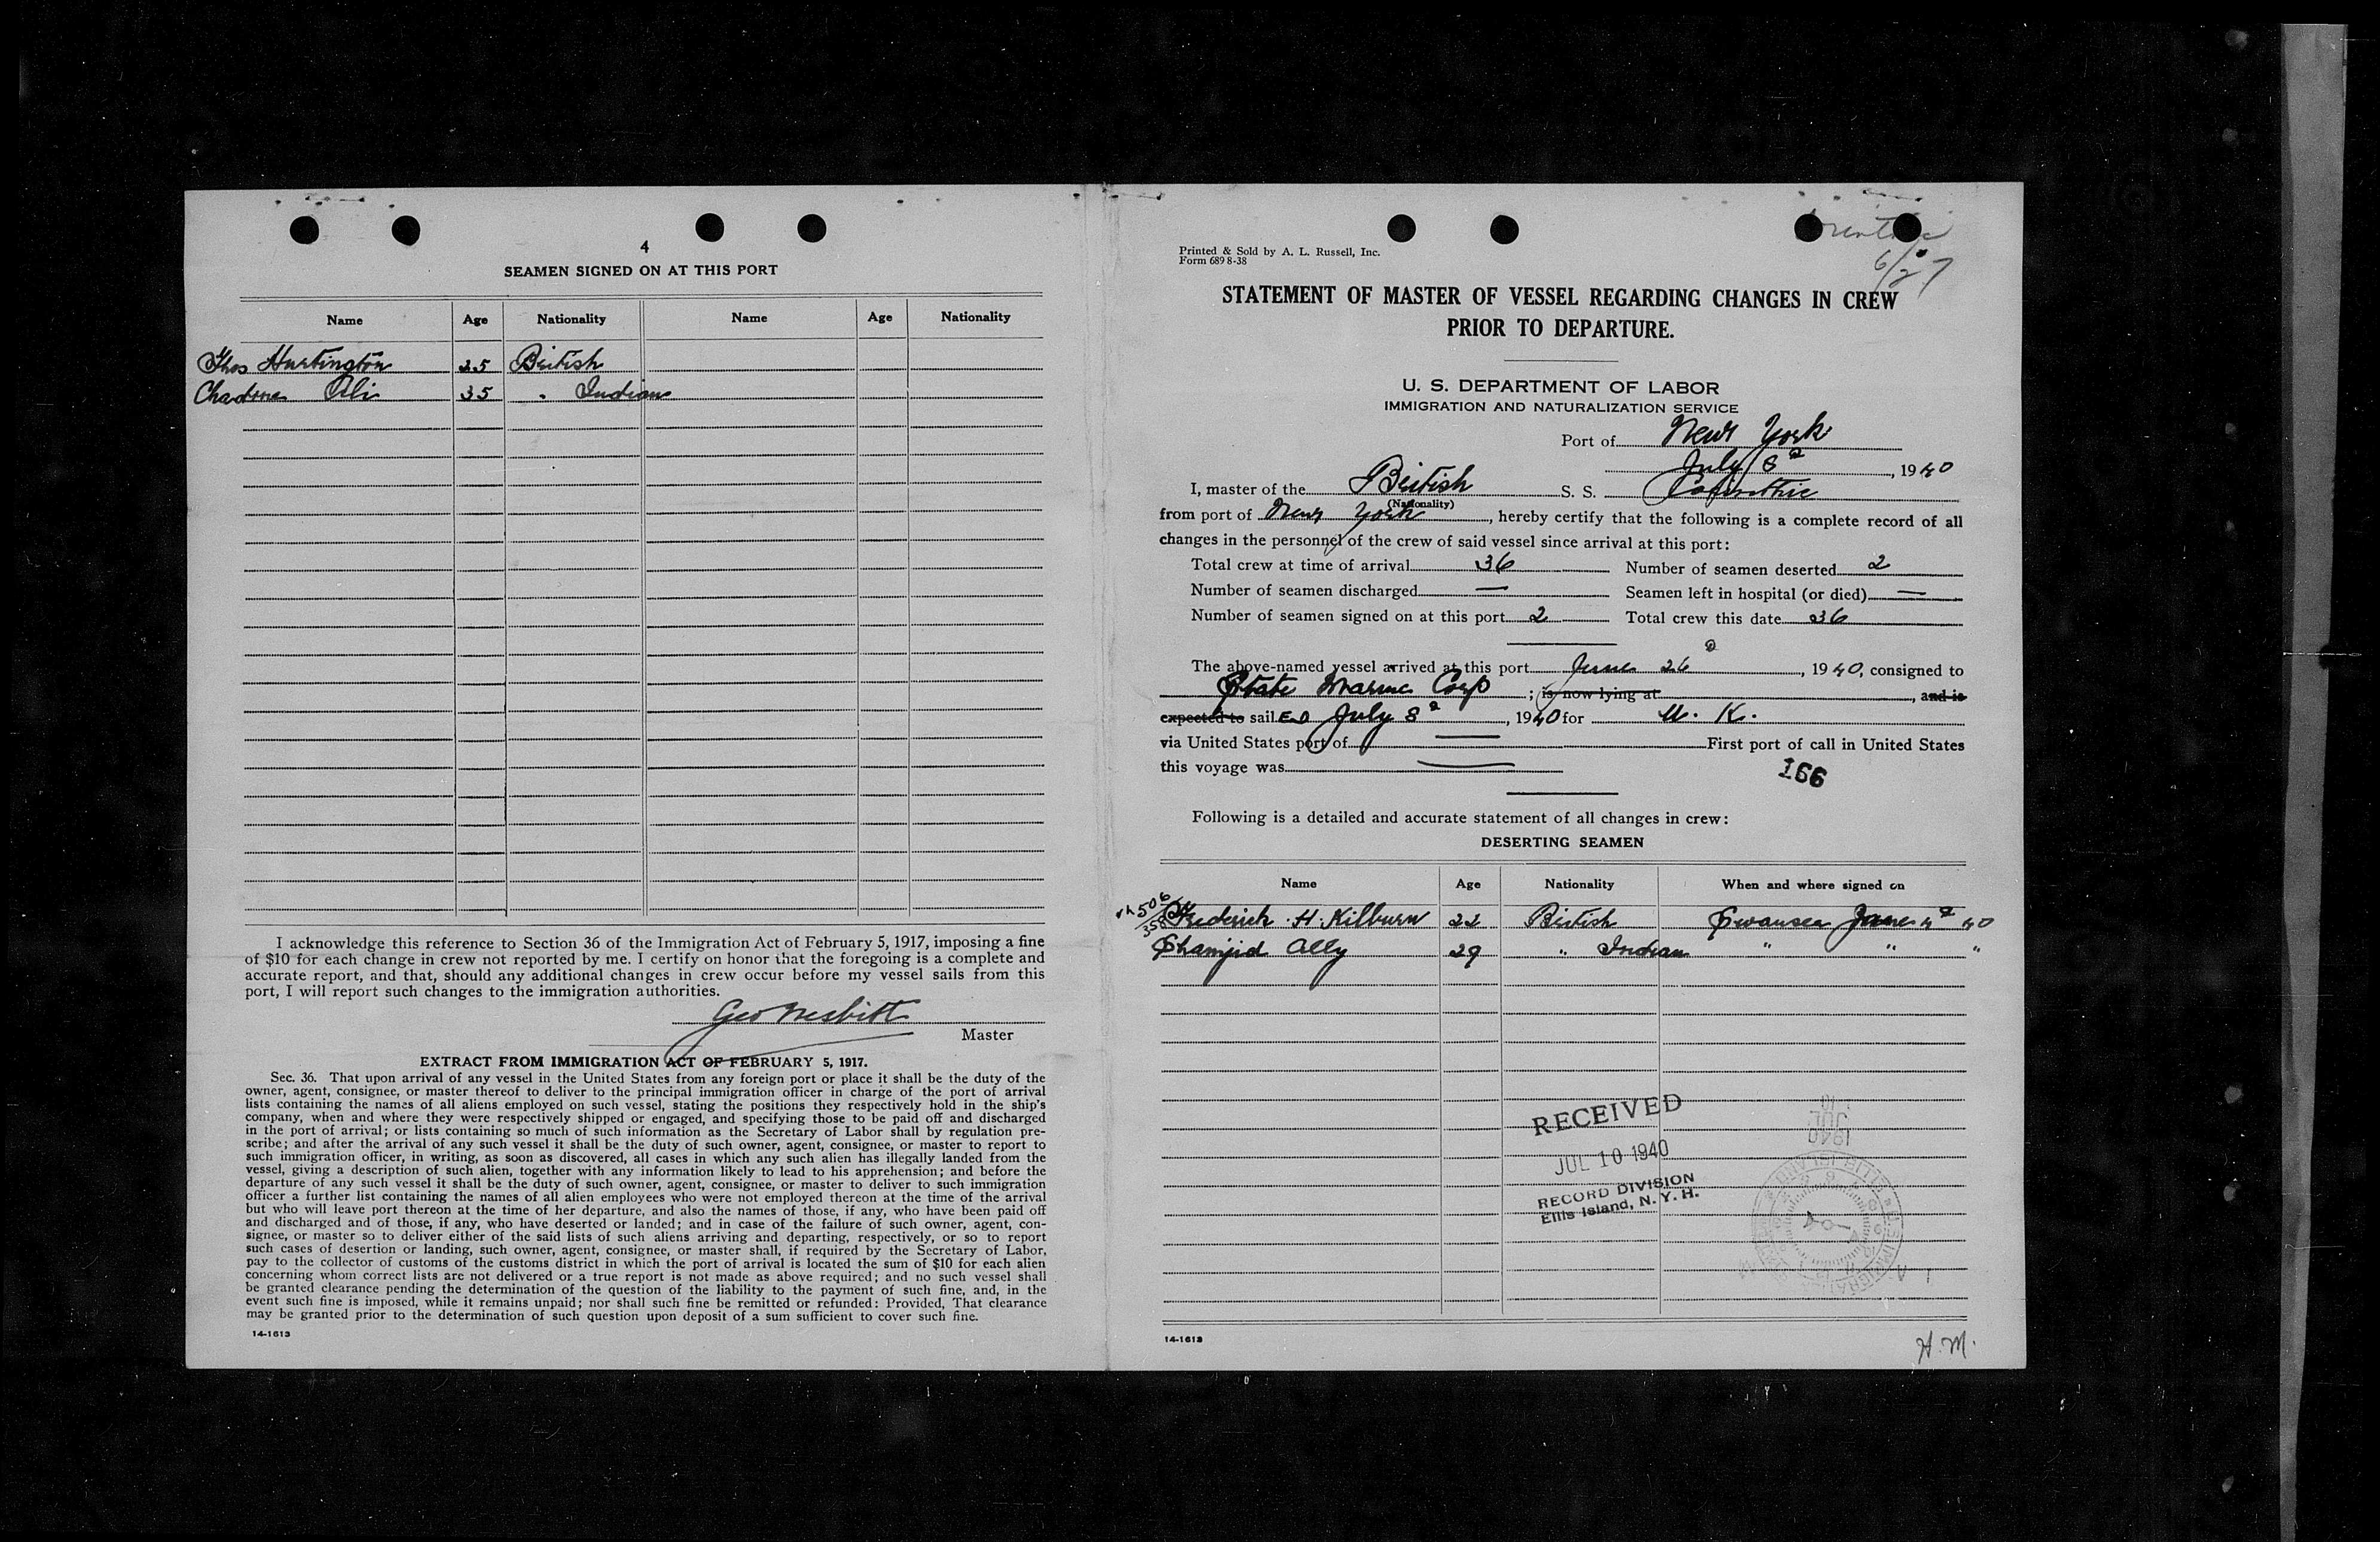 4
SEAMEN SIGNED ON AT THIS PORT
Name Age Nationality Name Age Nationality
Thos Huntington 25 British
Ali 35 " Indian
I acknowledge this reference to Section 36 of the Immigration Act of February 5, 1917, imposing a fine
of $10 for each change in crew not reported by me. I certify on honor that the foregoing is a complete and
accurate report, and that, should any additional changes in crew occur before my vessel sails from this
port, I will report such changes to the immigration authorities.
Geo Nesbitt
Master
EXTRACT FROM IMMIGRATION ACT OF FEBRUARY 5, 1917.
Sec. 36. That upon arrival of any vessel in the United States from any foreign port or place it shall be the duty of the
owner, agent, consignee, or master thereof to deliver to the principal immigration officer in charge of the port of arrival
lists containing the names of all aliens employed on such vessel, stating the positions they respectively hold in the ship's
company, when and where they were respectively shipped or engaged, and specifying those to be paid off and discharged
in the port of arrival; or lists containing so much of such information as the Secretary of Labor shall by regulation pre-
scribe; and after the arrival of any such vessel it shall be the duty of such owner, agent, consignee, or master to report to
such immigration officer, in writing, as soon as discovered, all cases in which any such alien has illegally landed from the
vessel, giving a description of such alien, together with any information likely to lead to his apprehension; and before the
departure of any such vessel it shall be the duty of such owner, agent, consignee, or master to deliver to such immigration
officer a further list containing the names of all alien employees who were not employed thereon at the time of the arrival
but who will leave port thereon at the time of her departure, and also the names of those, if any, who have been paid off
and discharged and of those, if any, who have deserted or landed; and in case of the failure of such owner, agent, con-
signee, or master so to deliver either of the said lists of such aliens arriving and departing, respectively, or so to report
such cases of desertion or landing, such owner, agent, consignee, or master shall, if required by the Secretary of Labor,
pay to the collector of customs of the customs district in which the port of arrival is located the sum of $10 for each alien
concerning whom correct lists are not delivered or a true report is not made as above required; and no such vessel shall
be granted clearance pending the determination of the question of the liability to the payment of such fine, and, in the
event such fine is imposed, while it remains unpaid; nor shall such fine be remitted or refunded: Provided, That clearance
may be granted prior to the determination of such question upon deposit of a sum sufficient to cover such fine.
14-1613
6/27
Printed & Sold by A. L. Russell, Inc.
Form 689 8-38
STATEMENT OF MASTER OF VESSEL REGARDING CHANGES IN CREW
PRIOR TO DEPARTURE.
U. S. DEPARTMENT OF LABOR
IMMIGRATION AND NATURALIZATION SERVICE
Port of New York
July 8, 1940
I, master of the British S. S. Corinthic
(Nationality)
from port of New York, hereby certify that the following is a complete record of all
changes in the personnel of the crew of said vessel since arrival at this port:
Total crew at time of arrival 36 Number of seamen deserted 2
Number of seamen discharged — Seamen left in hospital (or died) —
Number of seamen signed on at this port 2 Total crew this date 36
The above-named vessel arrived at this port June 26, 1940, consigned to
State Marine Corp; is now lying at, and is
expected to sailED July 8, 1940 for U. K.
via United States port of — First port of call in United States
this voyage was —
166
Following is a detailed and accurate statement of all changes in crew:
DESERTING SEAMEN
Name Age Nationality When and where signed on
Frederick H. Kilburn 22 British Swansea June 4 40
Shamjid Ally 29 " Indian " " "
RECEIVED
JUL 10 1940
RECORD DIVISION
Ellis Island, N. Y. H.
14-1613
H. M.